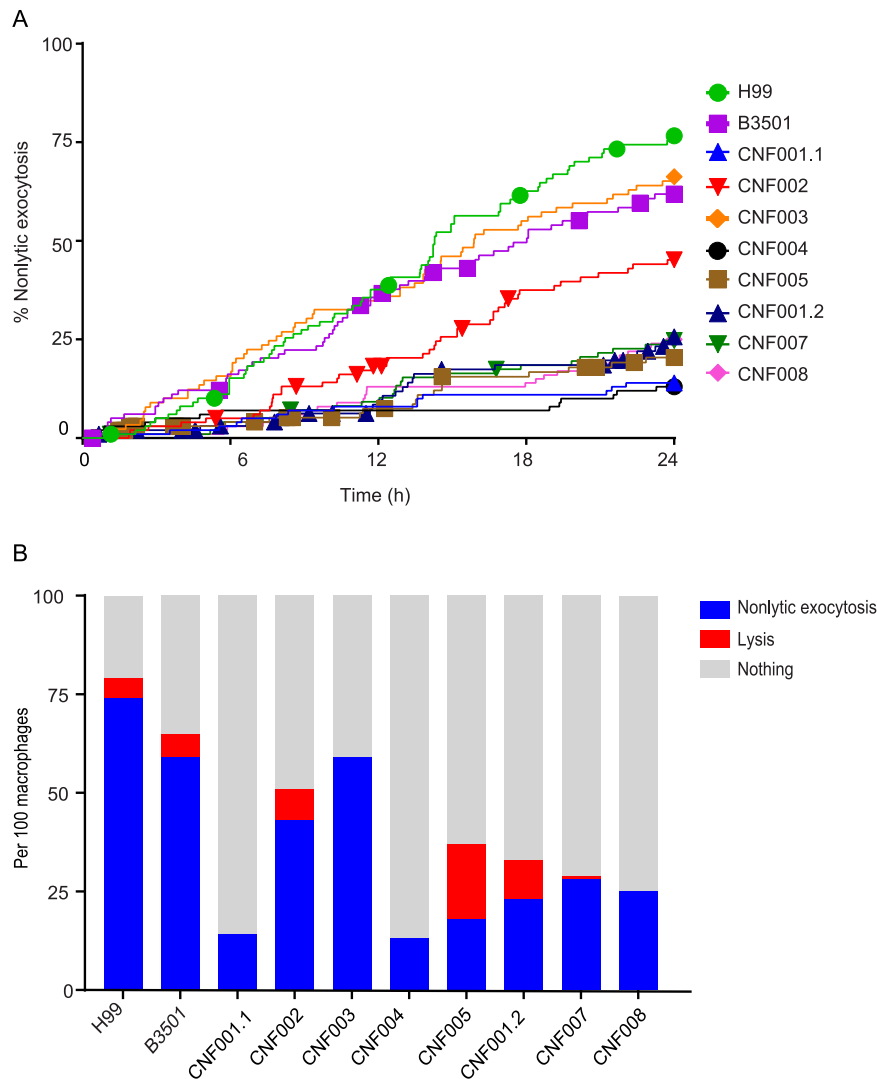 A
100
75
50
25
0
% Nonlytic exocytosis
0 6 12 18 24
Time (h)
H99
B3501
CNF001.1
CNF002
CNF003
CNF004
CNF005
CNF001.2
CNF007
CNF008
B
100
75
50
25
0
Per 100 macrophages
H99
B3501
CNF001.1
CNF002
CNF003
CNF004
CNF005
CNF001.2
CNF007
CNF008
Nonlytic exocytosis
Lysis
Nothing